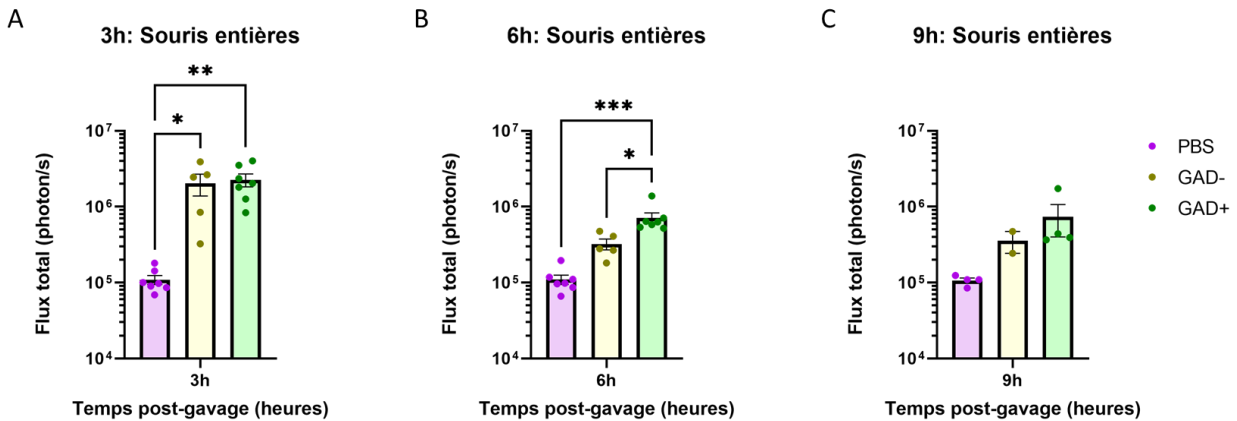 A
3h: Souris entières
**
*
10⁷
10⁶
10⁵
10⁴
Flux total (photon/s)
3h
Temps post-gavage (heures)
B
6h: Souris entières
***
*
10⁷
10⁶
10⁵
10⁴
Flux total (photon/s)
6h
Temps post-gavage (heures)
C
9h: Souris entières
10⁷
10⁶
10⁵
10⁴
Flux total (photon/s)
9h
Temps post-gavage (heures)
PBS
GAD-
GAD+